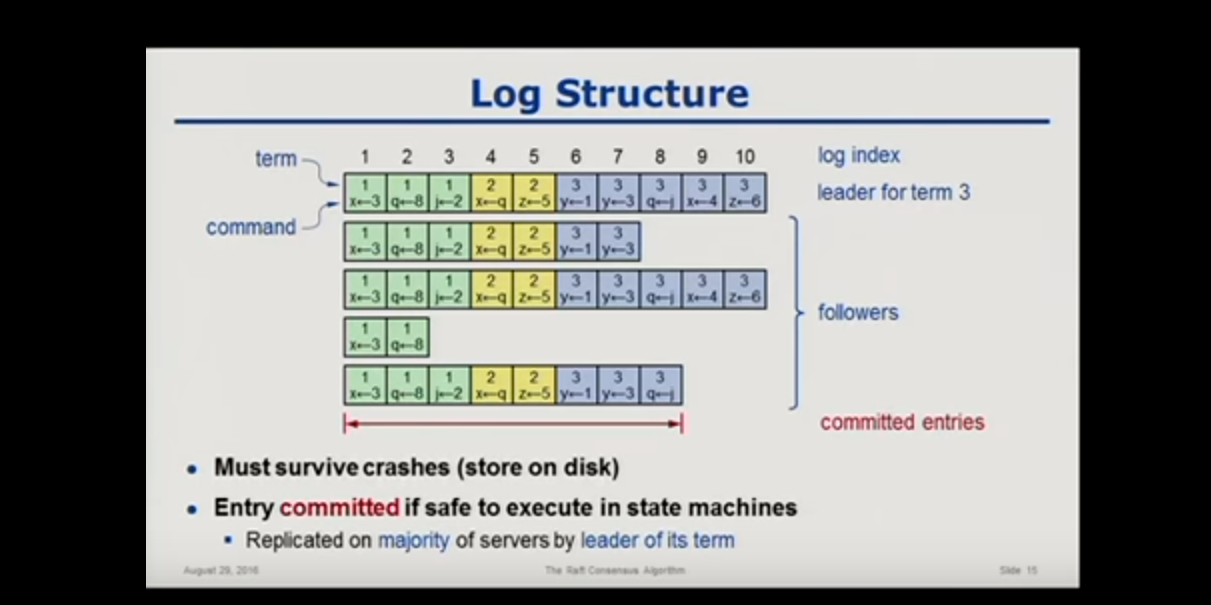 Log Structure
term
1 2 3 4 5 6 7 8 9 10
log index
1 1 1 2 2 3 3 3 3 3
x←3 q←8 j←2 x←q z←5 y←1 y←3 q←j x←4 z←6
leader for term 3
command
1 1 1 2 2 3 3
x←3 q←8 j←2 x←q z←5 y←1 y←3
1 1 1 2 2 3 3 3 3 3
x←3 q←8 j←2 x←q z←5 y←1 y←3 q←j x←4 z←6
followers
1 1
x←3 q←8
1 1 1 2 2 3 3 3
x←3 q←8 j←2 x←q z←5 y←1 y←3 q←j
committed entries
• Must survive crashes (store on disk)
• Entry committed if safe to execute in state machines
▪ Replicated on majority of servers by leader of its term
August 29, 2016 The Raft Consensus Algorithm Slide 15